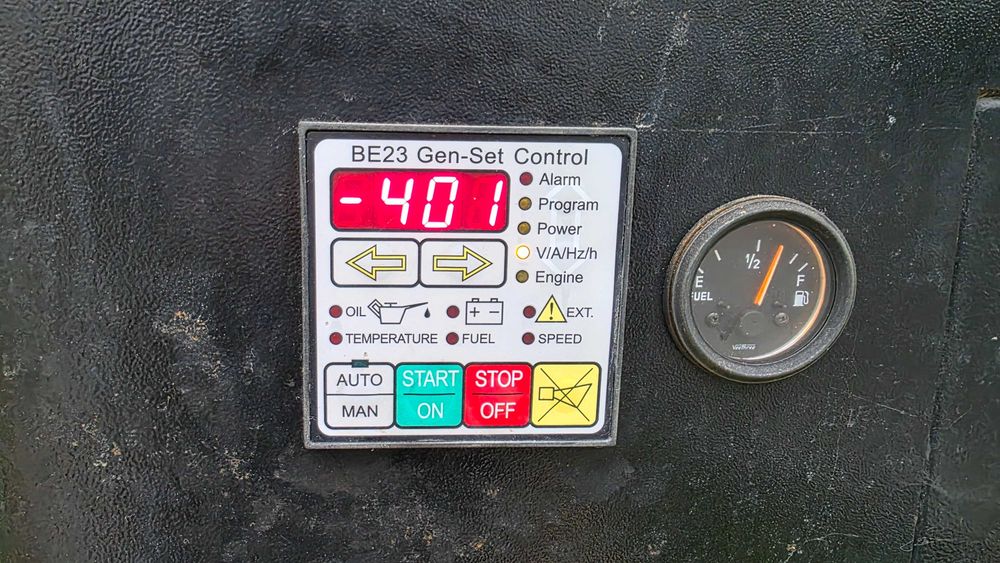 BE23 Gen-Set Control
-401
Alarm
Program
Power
V/A/Hz/h
Engine
OIL
EXT.
TEMPERATURE
FUEL
SPEED
AUTO
MAN
START
ON
STOP
OFF
E
1/2
F
UEL